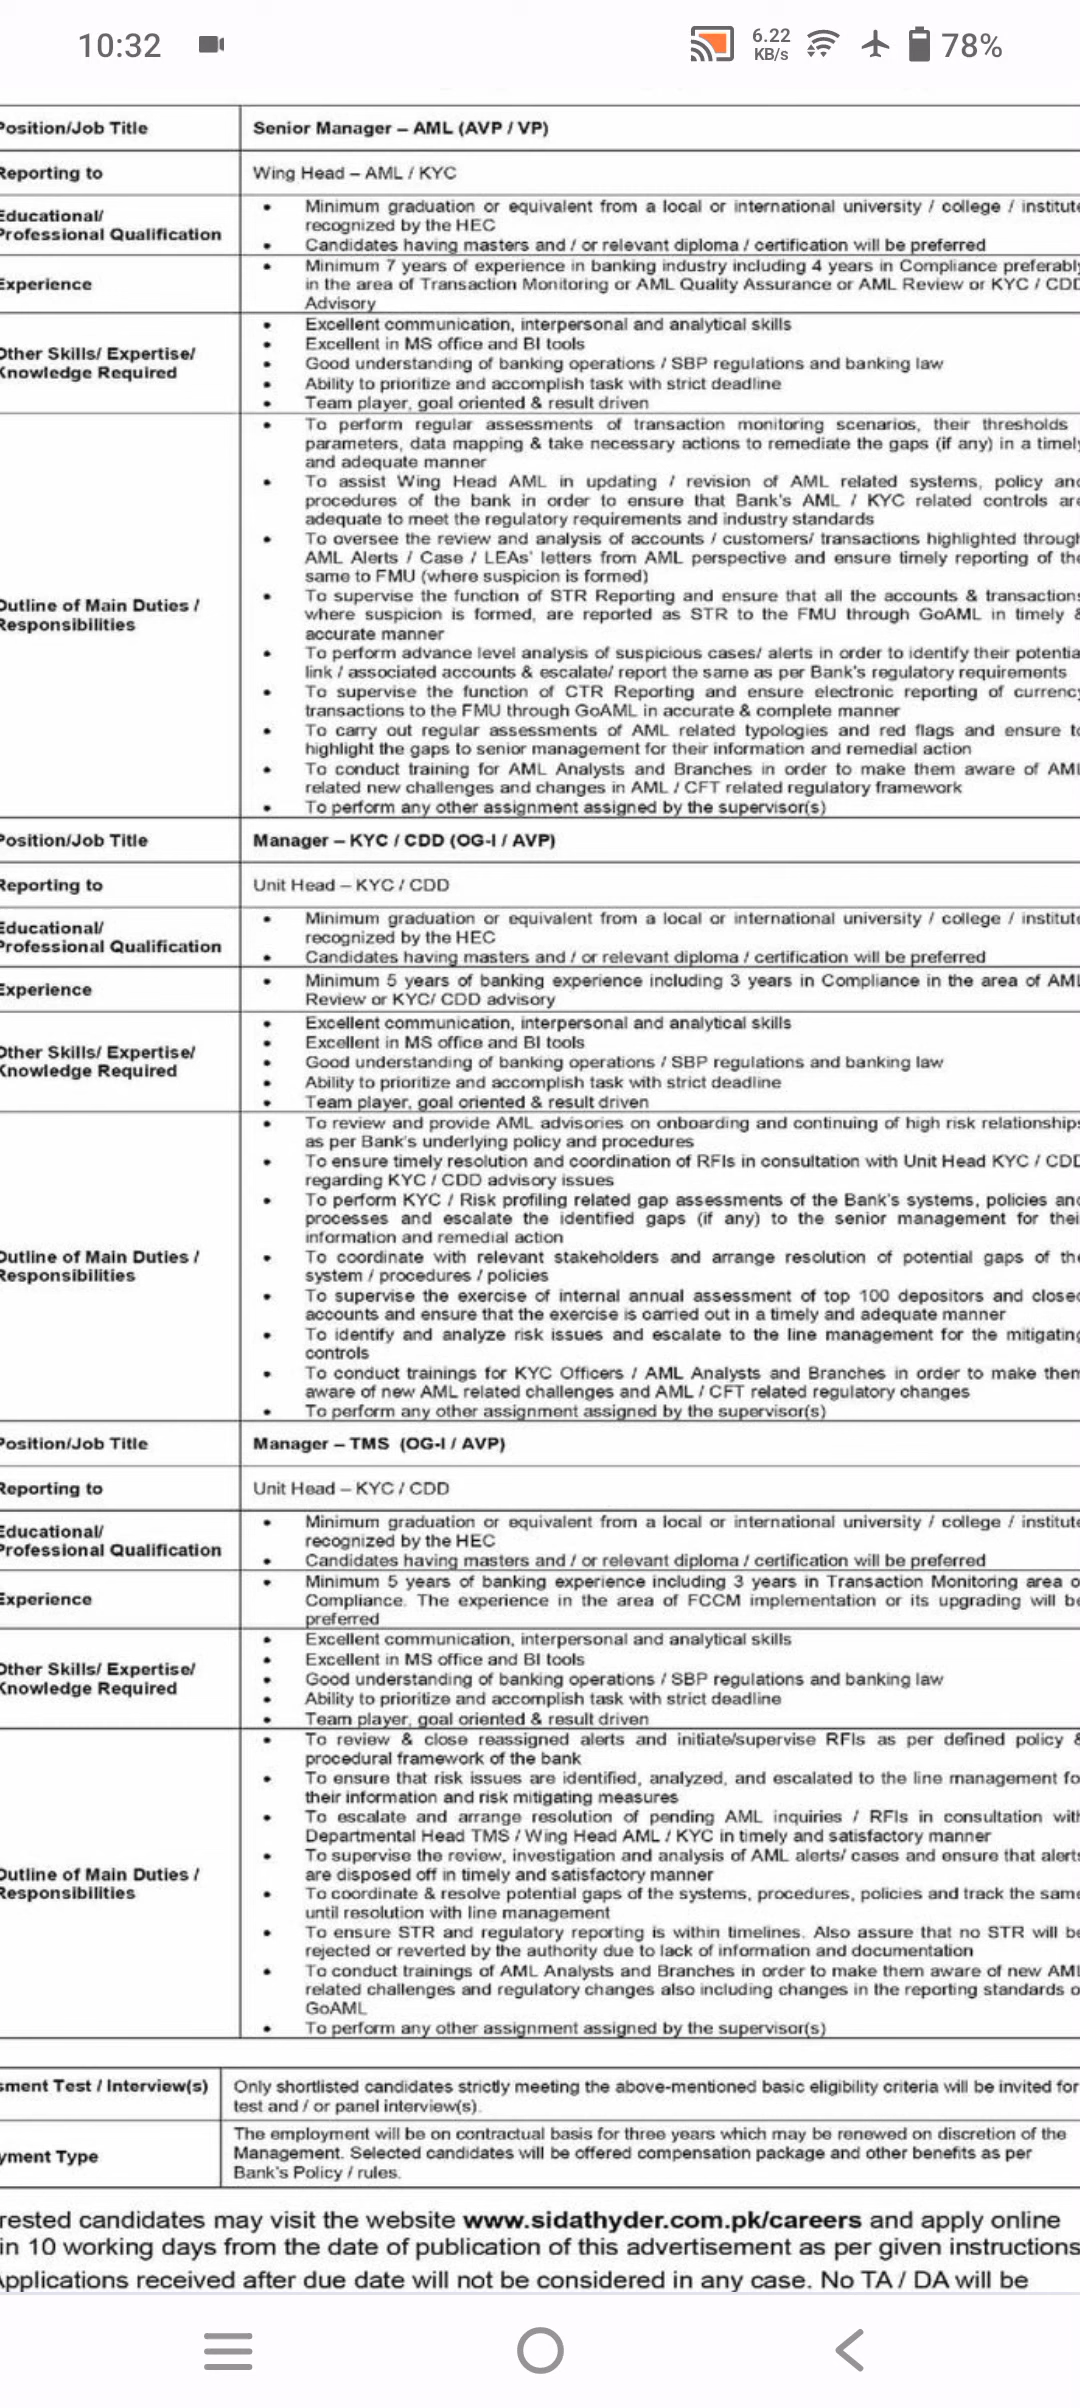 10:32
6.22
KB/s
78%
Position/Job Title
Senior Manager – AML (AVP / VP)
Reporting to
Wing Head – AML / KYC
Educational/
Professional Qualification
• Minimum graduation or equivalent from a local or international university / college / institute
recognized by the HEC
• Candidates having masters and / or relevant diploma / certification will be preferred
Experience
• Minimum 7 years of experience in banking industry including 4 years in Compliance preferably
in the area of Transaction Monitoring or AML Quality Assurance or AML Review or KYC / CDD
Advisory
Other Skills/ Expertise/
Knowledge Required
• Excellent communication, interpersonal and analytical skills
• Excellent in MS office and BI tools
• Good understanding of banking operations / SBP regulations and banking law
• Ability to prioritize and accomplish task with strict deadline
• Team player, goal oriented & result driven
Outline of Main Duties /
Responsibilities
• To perform regular assessments of transaction monitoring scenarios, their thresholds
parameters, data mapping & take necessary actions to remediate the gaps (if any) in a timely
and adequate manner
• To assist Wing Head AML in updating / revision of AML related systems, policy and
procedures of the bank in order to ensure that Bank's AML / KYC related controls are
adequate to meet the regulatory requirements and industry standards
• To oversee the review and analysis of accounts / customers/ transactions highlighted through
AML Alerts / Case / LEAs' letters from AML perspective and ensure timely reporting of the
same to FMU (where suspicion is formed)
• To supervise the function of STR Reporting and ensure that all the accounts & transactions
where suspicion is formed, are reported as STR to the FMU through GoAML in timely &
accurate manner
• To perform advance level analysis of suspicious cases/ alerts in order to identify their potential
link / associated accounts & escalate/ report the same as per Bank's regulatory requirements
• To supervise the function of CTR Reporting and ensure electronic reporting of currency
transactions to the FMU through GoAML in accurate & complete manner
• To carry out regular assessments of AML related typologies and red flags and ensure to
highlight the gaps to senior management for their information and remedial action
• To conduct training for AML Analysts and Branches in order to make them aware of AML
related new challenges and changes in AML / CFT related regulatory framework
• To perform any other assignment assigned by the supervisor(s)
Position/Job Title
Manager – KYC / CDD (OG-I / AVP)
Reporting to
Unit Head – KYC / CDD
Educational/
Professional Qualification
• Minimum graduation or equivalent from a local or international university / college / institute
recognized by the HEC
• Candidates having masters and / or relevant diploma / certification will be preferred
Experience
• Minimum 5 years of banking experience including 3 years in Compliance in the area of AML
Review or KYC/ CDD advisory
Other Skills/ Expertise/
Knowledge Required
• Excellent communication, interpersonal and analytical skills
• Excellent in MS office and BI tools
• Good understanding of banking operations / SBP regulations and banking law
• Ability to prioritize and accomplish task with strict deadline
• Team player, goal oriented & result driven
Outline of Main Duties /
Responsibilities
• To review and provide AML advisories on onboarding and continuing of high risk relationships
as per Bank's underlying policy and procedures
• To ensure timely resolution and coordination of RFIs in consultation with Unit Head KYC / CDD
regarding KYC / CDD advisory issues
• To perform KYC / Risk profiling related gap assessments of the Bank's systems, policies and
processes and escalate the identified gaps (if any) to the senior management for their
information and remedial action
• To coordinate with relevant stakeholders and arrange resolution of potential gaps of the
system / procedures / policies
• To supervise the exercise of internal annual assessment of top 100 depositors and closed
accounts and ensure that the exercise is carried out in a timely and adequate manner
• To identify and analyze risk issues and escalate to the line management for the mitigating
controls
• To conduct trainings for KYC Officers / AML Analysts and Branches in order to make them
aware of new AML related challenges and AML / CFT related regulatory changes
• To perform any other assignment assigned by the supervisor(s)
Position/Job Title
Manager – TMS (OG-I / AVP)
Reporting to
Unit Head – KYC / CDD
Educational/
Professional Qualification
• Minimum graduation or equivalent from a local or international university / college / institute
recognized by the HEC
• Candidates having masters and / or relevant diploma / certification will be preferred
Experience
• Minimum 5 years of banking experience including 3 years in Transaction Monitoring area of
Compliance. The experience in the area of FCCM implementation or its upgrading will be
preferred
Other Skills/ Expertise/
Knowledge Required
• Excellent communication, interpersonal and analytical skills
• Excellent in MS office and BI tools
• Good understanding of banking operations / SBP regulations and banking law
• Ability to prioritize and accomplish task with strict deadline
• Team player, goal oriented & result driven
Outline of Main Duties /
Responsibilities
• To review & close reassigned alerts and initiate/supervise RFIs as per defined policy &
procedural framework of the bank
• To ensure that risk issues are identified, analyzed, and escalated to the line management fo
their information and risk mitigating measures
• To escalate and arrange resolution of pending AML inquiries / RFIs in consultation with
Departmental Head TMS / Wing Head AML / KYC in timely and satisfactory manner
• To supervise the review, investigation and analysis of AML alerts/ cases and ensure that alerts
are disposed off in timely and satisfactory manner
• To coordinate & resolve potential gaps of the systems, procedures, policies and track the same
until resolution with line management
• To ensure STR and regulatory reporting is within timelines. Also assure that no STR will be
rejected or reverted by the authority due to lack of information and documentation
• To conduct trainings of AML Analysts and Branches in order to make them aware of new AML
related challenges and regulatory changes also including changes in the reporting standards of
GoAML
• To perform any other assignment assigned by the supervisor(s)
sment Test / Interview(s)
Only shortlisted candidates strictly meeting the above-mentioned basic eligibility criteria will be invited for
test and / or panel interview(s).
yment Type
The employment will be on contractual basis for three years which may be renewed on discretion of the
Management. Selected candidates will be offered compensation package and other benefits as per
Bank's Policy / rules.
rested candidates may visit the website www.sidathyder.com.pk/careers and apply online
in 10 working days from the date of publication of this advertisement as per given instructions
Applications received after due date will not be considered in any case. No TA / DA will be